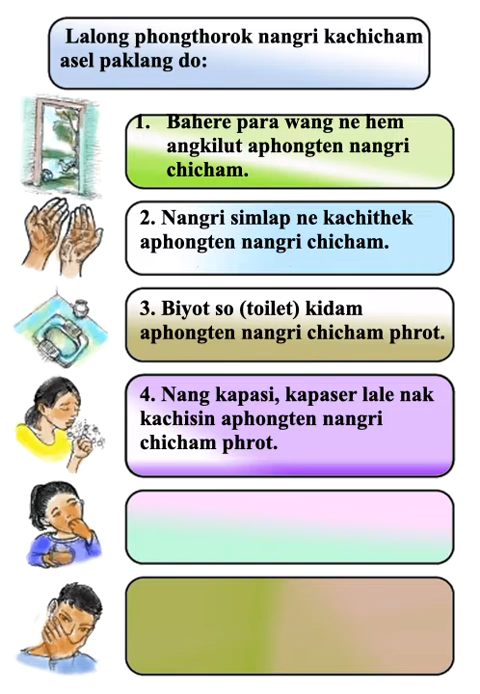 Lalong phongthorok nangri kachicham
asel paklang do:
1. Bahere para wang ne hem
angkilut aphongten nangri
chicham.
2. Nangri simlap ne kachithek
aphongten nangri chicham.
3. Biyot so (toilet) kidam
aphongten nangri chicham phrot.
4. Nang kapasi, kapaser lale nak
kachisin aphongten nangri
chicham phrot.